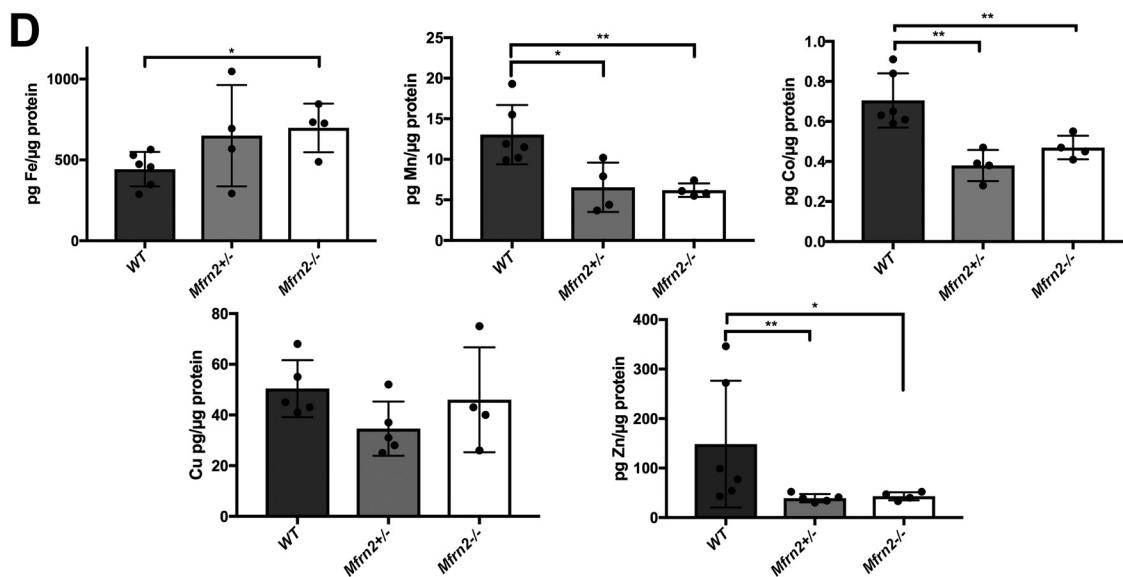 D
pg Fe/µg protein
1000
500
0
*
WT
Mfrn2+/-
Mfrn2-/-
pg Mn/µg protein
25
20
15
10
5
0
**
*
WT
Mfrn2+/-
Mfrn2-/-
pg Co/µg protein
1.0
0.8
0.6
0.4
0.2
0.0
**
**
WT
Mfrn2+/-
Mfrn2-/-
Cu pg/µg protein
80
60
40
20
0
WT
Mfrn2+/-
Mfrn2-/-
pg Zn/µg protein
400
300
200
100
0
*
**
WT
Mfrn2+/-
Mfrn2-/-